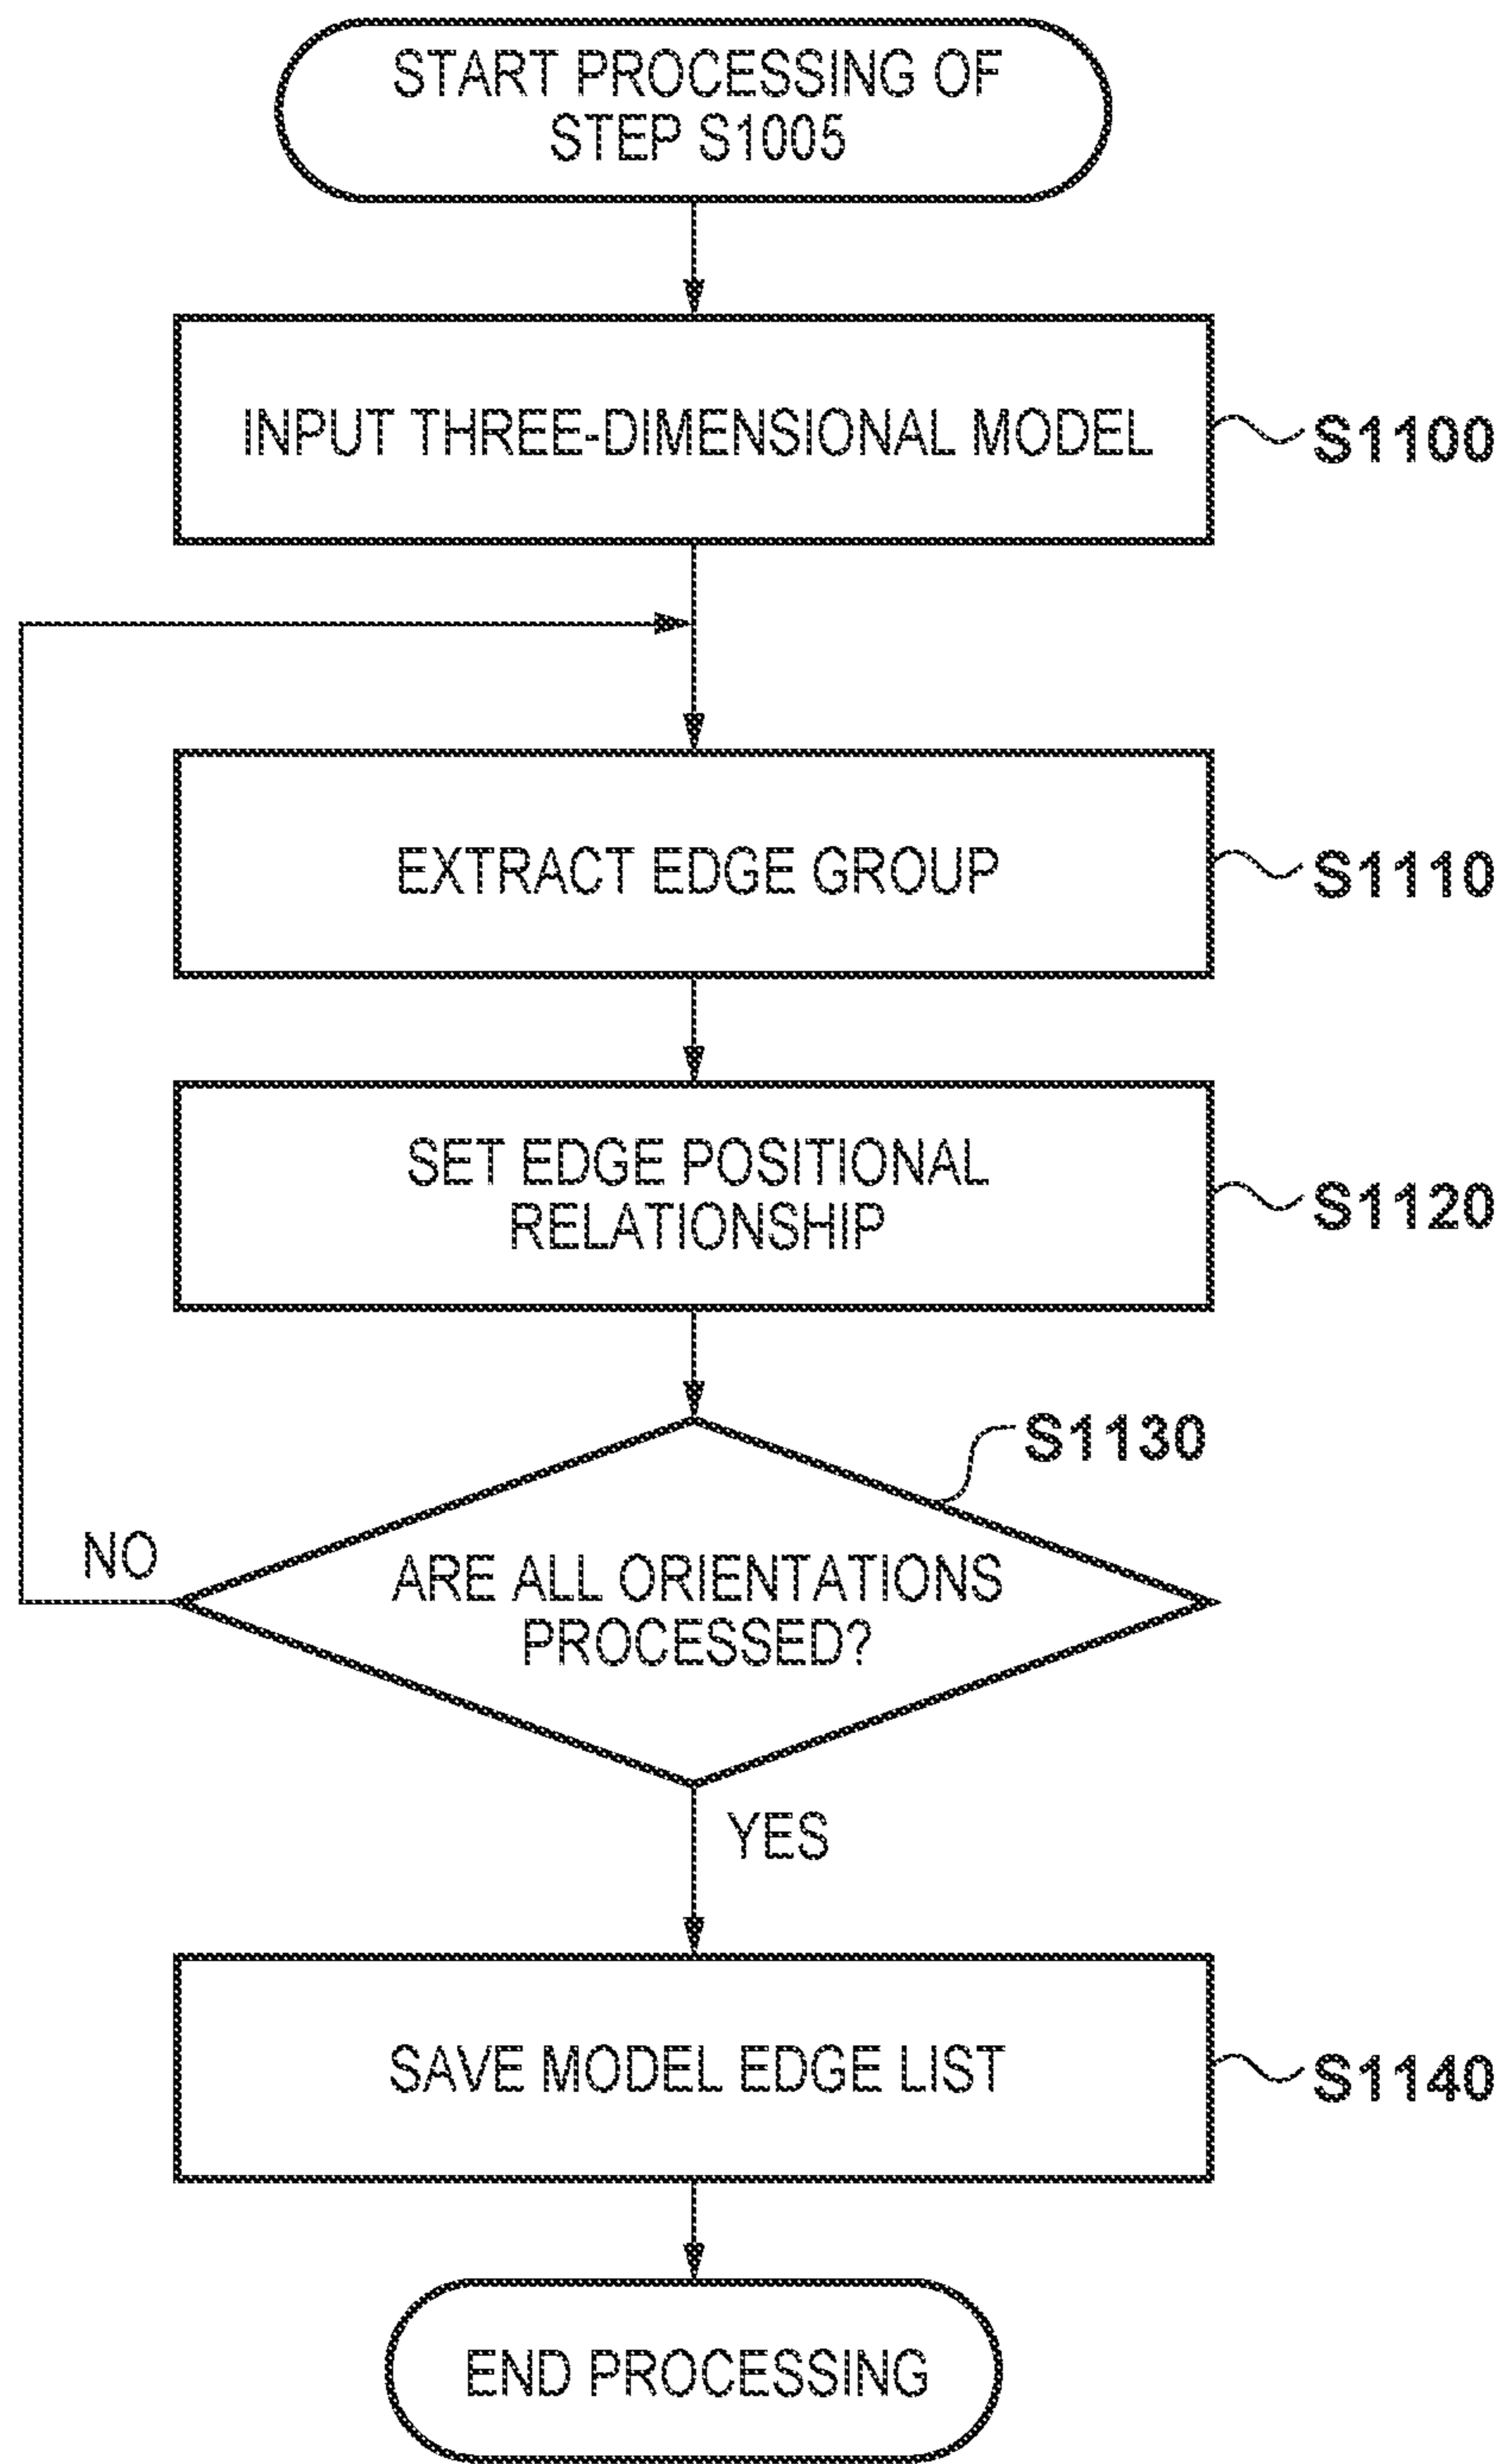 START PROCESSING OF
STEP S1005
INPUT THREE-DIMENSIONAL MODEL
S1100
EXTRACT EDGE GROUP
S1110
SET EDGE POSITIONAL
RELATIONSHIP
S1120
S1130
ARE ALL ORIENTATIONS
PROCESSED?
NO
YES
SAVE MODEL EDGE LIST
S1140
END PROCESSING